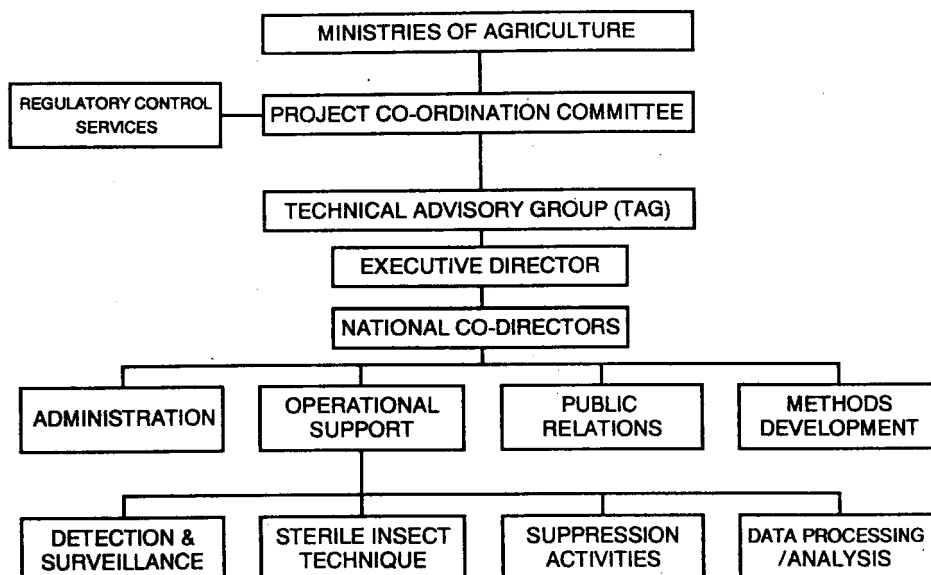 MINISTRIES OF AGRICULTURE
REGULATORY CONTROL
SERVICES
PROJECT CO-ORDINATION COMMITTEE
TECHNICAL ADVISORY GROUP (TAG)
EXECUTIVE DIRECTOR
NATIONAL CO-DIRECTORS
ADMINISTRATION
OPERATIONAL
SUPPORT
PUBLIC
RELATIONS
METHODS
DEVELOPMENT
DETECTION &
SURVEILLANCE
STERILE INSECT
TECHNIQUE
SUPPRESSION
ACTIVITIES
DATA PROCESSING
/ANALYSIS